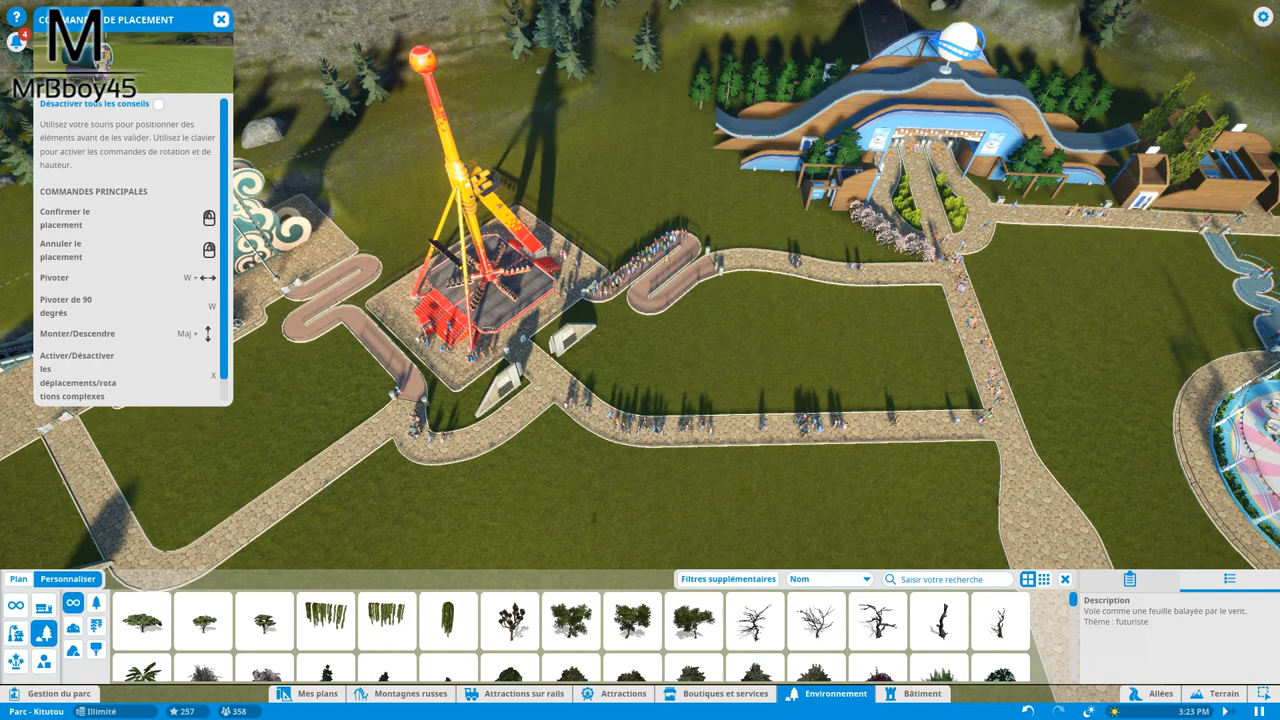 ?
COMMANDES DE PLACEMENT
4
M
MrBboy45
Désactiver tous les conseils
Utilisez votre souris pour positionner des
éléments avant de les valider. Utilisez le clavier
pour activer les commandes de rotation et de
hauteur.
COMMANDES PRINCIPALES
Confirmer le
placement
Annuler le
placement
Pivoter W +
Pivoter de 90
degrés W
Monter/Descendre Maj +
Activer/Désactiver
les
déplacements/rota
tions complexes X
Plan Personnaliser
Filtres supplémentaires Nom Saisir votre recherche
Description
Vole comme une feuille balayée par le vent.
Thème : futuriste
Gestion du parc Mes plans Montagnes russes Attractions sur rails Attractions Boutiques et services Environnement Bâtiment Allées Terrain
Parc - Kitutou Illimité 257 358 3:23 PM